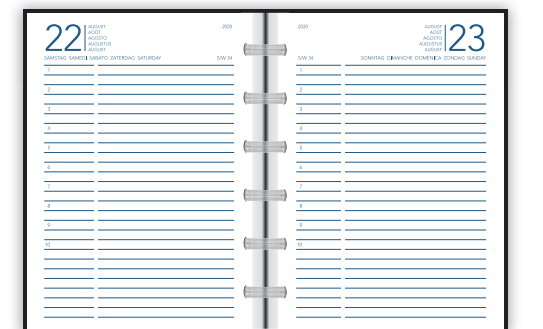 22
AUGUST
AOÛT
AGOSTO
AUGUSTUS
AUGUST
2020
SAMSTAG SAMEDI SABATO ZATERDAG SATURDAY S/W 34
1
2
3
4
5
6
7
8
9
10
2020
AUGUST
AOÛT
AGOSTO
AUGUSTUS
AUGUST
23
S/W 34 SONNTAG DIMANCHE DOMENICA ZONDAG SUNDAY
1
2
3
4
5
6
7
8
9
10